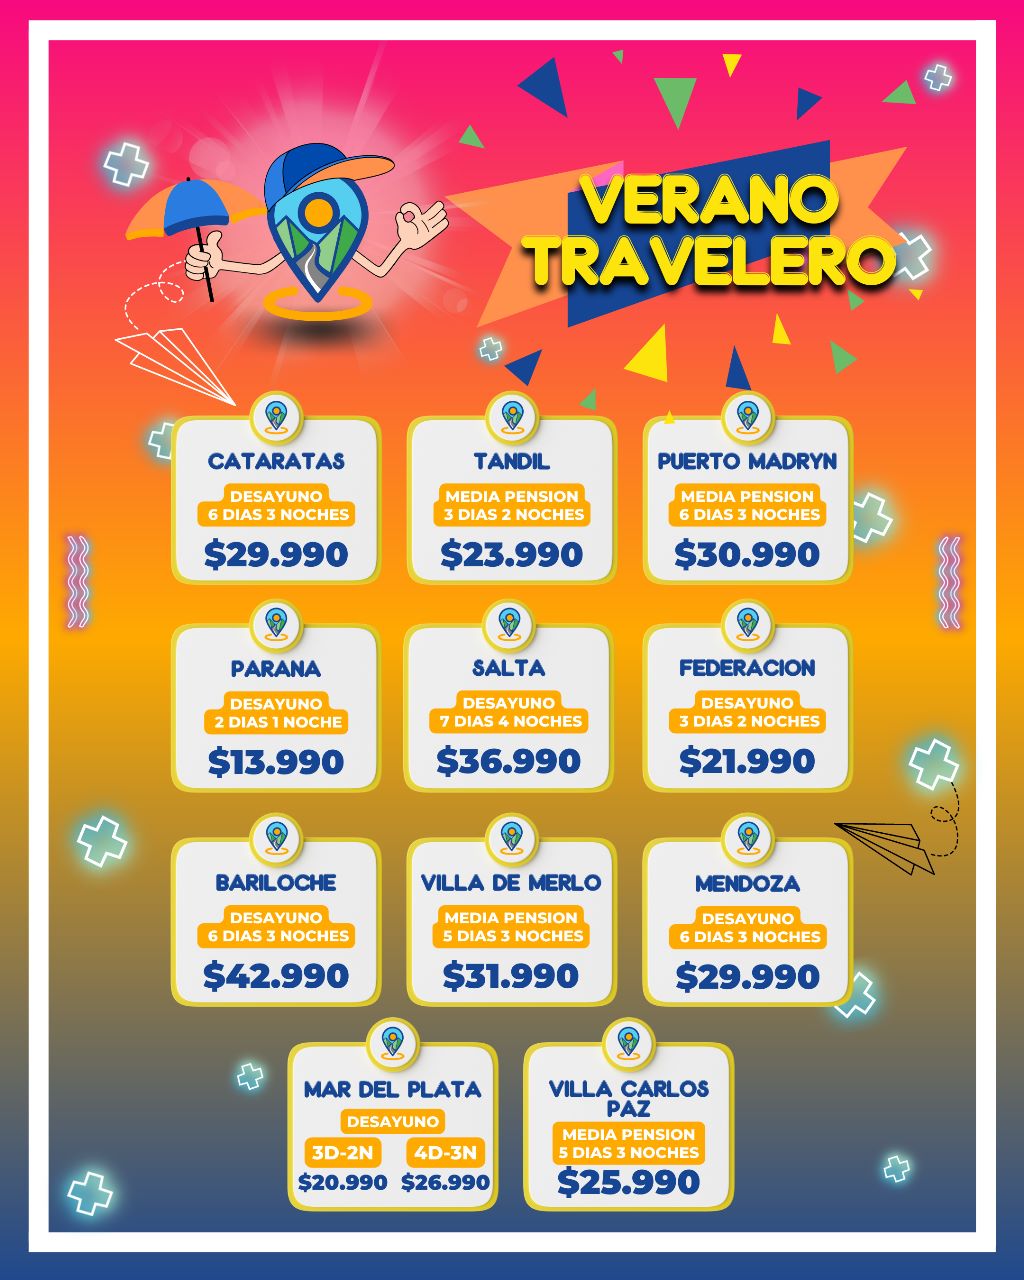 VERANO
TRAVELERO
CATARATAS
DESAYUNO
6 DIAS 3 NOCHES
$29.990
TANDIL
MEDIA PENSION
3 DIAS 2 NOCHES
$23.990
PUERTO MADRYN
MEDIA PENSION
6 DIAS 3 NOCHES
$30.990
PARANA
DESAYUNO
2 DIAS 1 NOCHE
$13.990
SALTA
DESAYUNO
7 DIAS 4 NOCHES
$36.990
FEDERACION
DESAYUNO
3 DIAS 2 NOCHES
$21.990
BARILOCHE
DESAYUNO
6 DIAS 3 NOCHES
$42.990
VILLA DE MERLO
MEDIA PENSION
5 DIAS 3 NOCHES
$31.990
MENDOZA
DESAYUNO
6 DIAS 3 NOCHES
$29.990
MAR DEL PLATA
DESAYUNO
3D-2N 4D-3N
$20.990 $26.990
VILLA CARLOS
PAZ
MEDIA PENSION
5 DIAS 3 NOCHES
$25.990